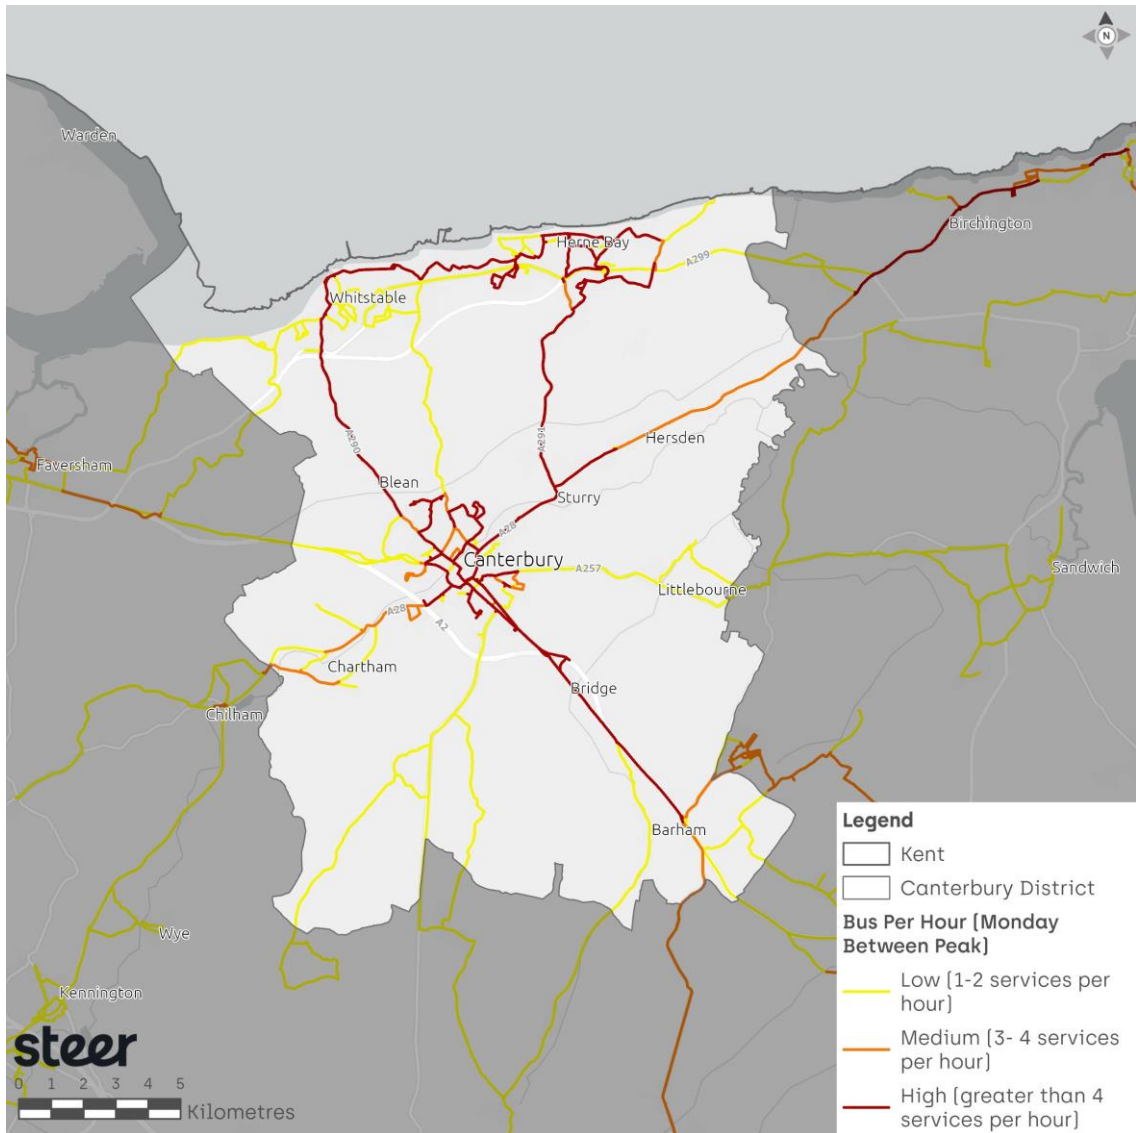 N
Warden
Birchington
Herne Bay
A299
Whitstable
A290
A291
Hersden
Faversham
Blean
Sturry
A28
Canterbury
A257
Littlebourne
Sandwich
A28
A2
Chartham
Bridge
Chilham
Barham
Wye
Kennington
steer
0 1 2 3 4 5
Kilometres
Legend
Kent
Canterbury District
Bus Per Hour (Monday
Between Peak)
Low (1-2 services per
hour)
Medium (3- 4 services
per hour)
High (greater than 4
services per hour)